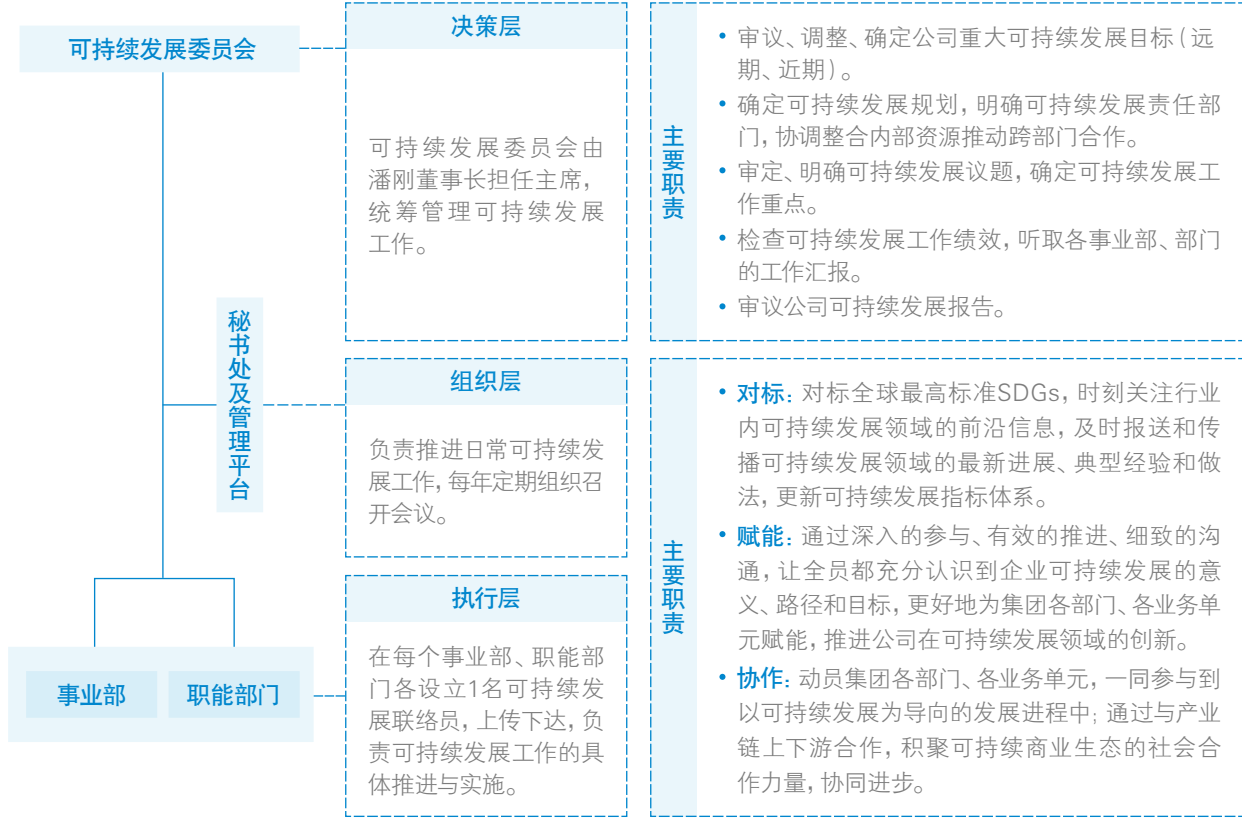 可持续发展委员会
决策层
可持续发展委员会由
潘刚董事长担任主席,
统筹管理可持续发展
工作。
主要职责
• 审议、调整、确定公司重大可持续发展目标(远
期、近期)。
• 确定可持续发展规划,明确可持续发展责任部
门,协调整合内部资源推动跨部门合作。
• 审定、明确可持续发展议题,确定可持续发展工
作重点。
• 检查可持续发展工作绩效,听取各事业部、部门
的工作汇报。
• 审议公司可持续发展报告。
秘书处及管理平台
组织层
负责推进日常可持续发
展工作,每年定期组织召
开会议。
事业部
职能部门
执行层
在每个事业部、职能部
门各设立1名可持续发
展联络员,上传下达,负
责可持续发展工作的具
体推进与实施。
主要职责
• 对标:对标全球最高标准SDGs,时刻关注行业
内可持续发展领域的前沿信息,及时报送和传
播可持续发展领域的最新进展、典型经验和做
法,更新可持续发展指标体系。
• 赋能:通过深入的参与、有效的推进、细致的沟
通,让全员都充分认识到企业可持续发展的意
义、路径和目标,更好地为集团各部门、各业务单
元赋能,推进公司在可持续发展领域的创新。
• 协作:动员集团各部门、各业务单元,一同参与到
以可持续发展为导向的发展进程中;通过与产业
链上下游合作,积聚可持续商业生态的社会合
作力量,协同进步。